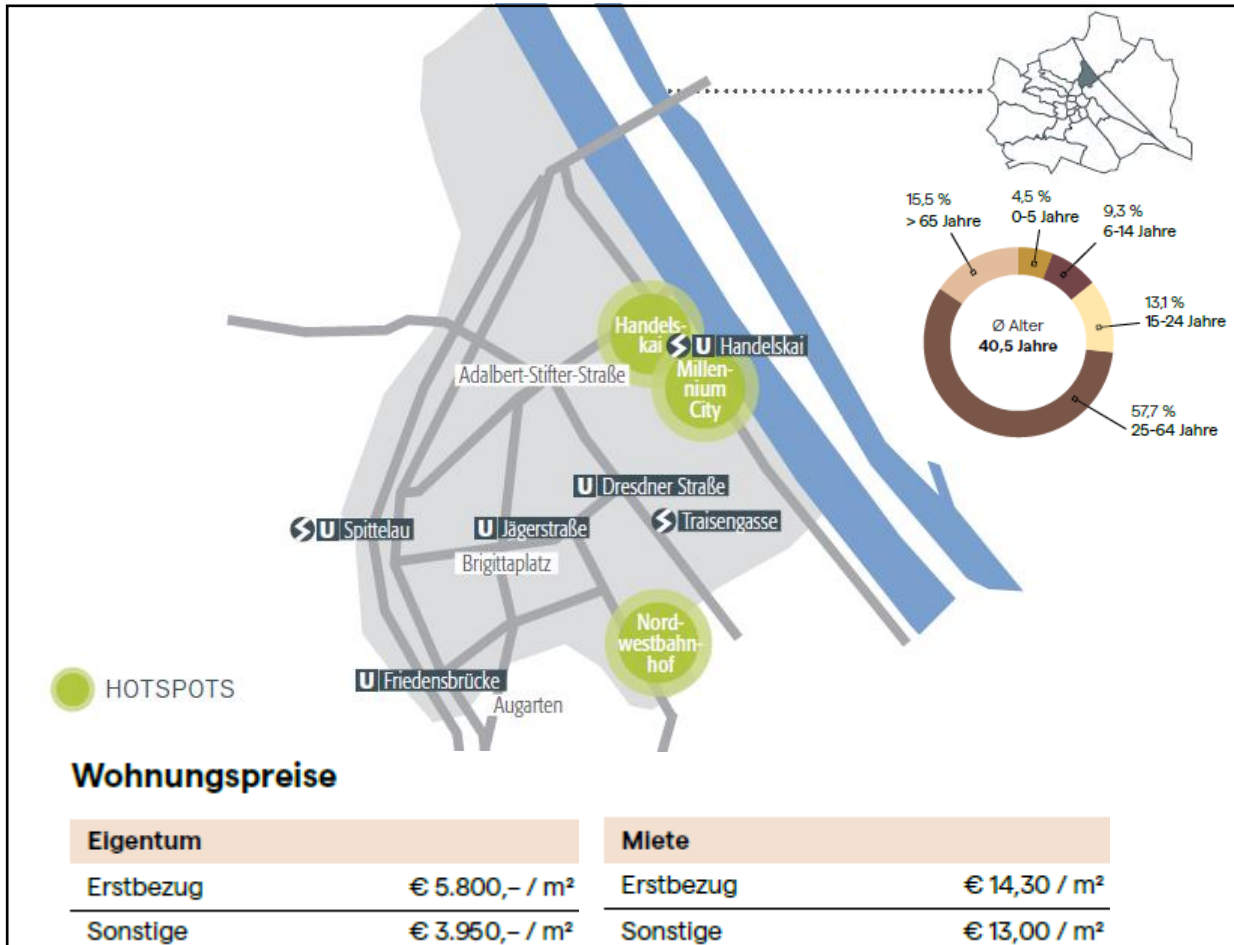 15,5 %
> 65 Jahre
4,5 %
0-5 Jahre
9,3 %
6-14 Jahre
13,1 %
15-24 Jahre
Ø Alter
40,5 Jahre
57,7 %
25-64 Jahre
Handels-
kai
S U Handelskai
Millen-
nium
City
Adalbert-Stifter-Straße
U Dresdner Straße
S U Spittelau
U Jägerstraße
S Traisengasse
Brigittaplatz
Nord-
westbahn-
hof
U Friedensbrücke
HOTSPOTS
Augarten
Wohnungspreise
Eigentum
Erstbezug € 5.800,– / m²
Sonstige € 3.950,– / m²
Miete
Erstbezug € 14,30 / m²
Sonstige € 13,00 / m²